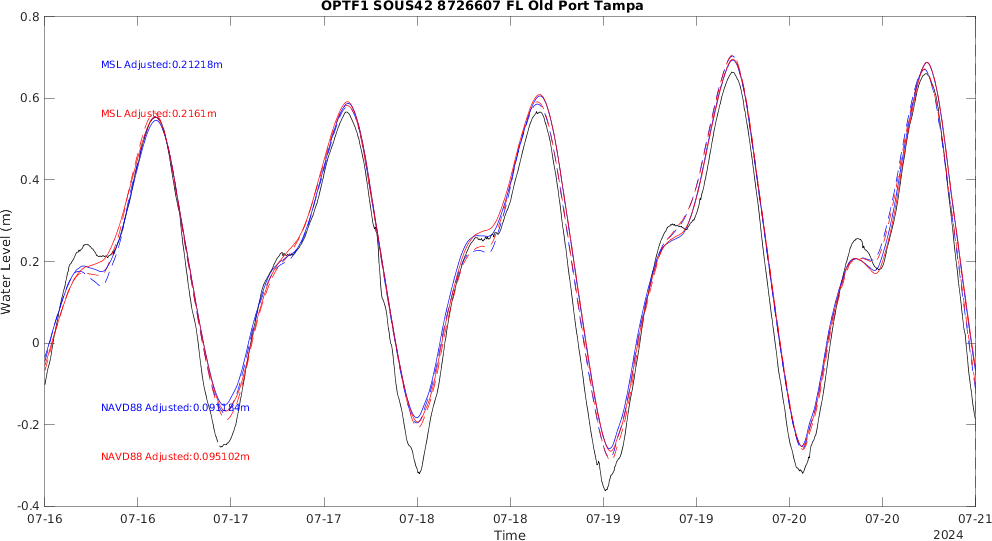 OPTF1 SOUS42 8726607 FL Old Port Tampa
0.8
MSL Adjusted:0.21218m
0.6
MSL Adjusted:0.2161m
0.4
Water Level (m)
0.2
0
NAVD88 Adjusted:0.091184m
-0.2
NAVD88 Adjusted:0.095102m
-0.4
07-16 07-16 07-17 07-17 07-18 07-18 07-19 07-19 07-20 07-20 07-21
Time
2024